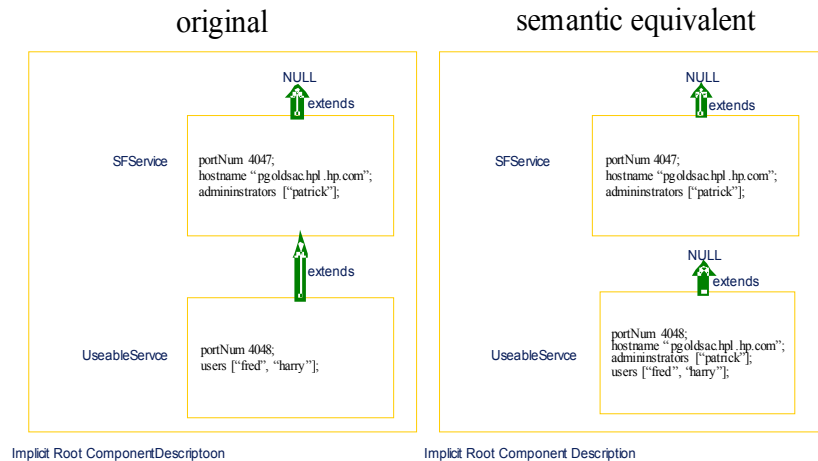 original
semantic equivalent
NULL
extends
SFService
portNum 4047;
hostname “pgoldsac.hpl.hp.com”;
admininstrators [“patrick”];
extends
UseableServce
portNum 4048;
users [“fred”, “harry”];
Implicit Root ComponentDescriptoon
NULL
extends
SFService
portNum 4047;
hostname “pgoldsac.hpl.hp.com”;
admininstrators [“patrick”];
NULL
extends
UseableServce
portNum 4048;
hostname “pgoldsac.hpl.hp.com”;
admininstrators [“patrick”];
users [“fred”, “harry”];
Implicit Root Component Description